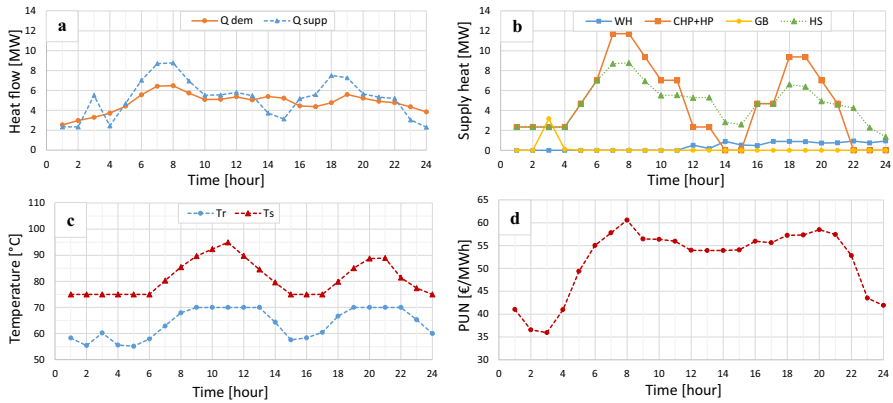 a
Q dem
Q supp
Heat flow [MW]
14
12
10
8
6
4
2
0
0 2 4 6 8 10 12 14 16 18 20 22 24
Time [hour]
b
WH
CHP+HP
GB
HS
Supply heat [MW]
14
12
10
8
6
4
2
0
0 2 4 6 8 10 12 14 16 18 20 22 24
Time [hour]
c
Tr
Ts
Temperature [°C]
110
100
90
80
70
60
50
0 2 4 6 8 10 12 14 16 18 20 22 24
Time [hour]
d
PUN [€/MWh]
65
60
55
50
45
40
35
30
0 2 4 6 8 10 12 14 16 18 20 22 24
Time [hour]